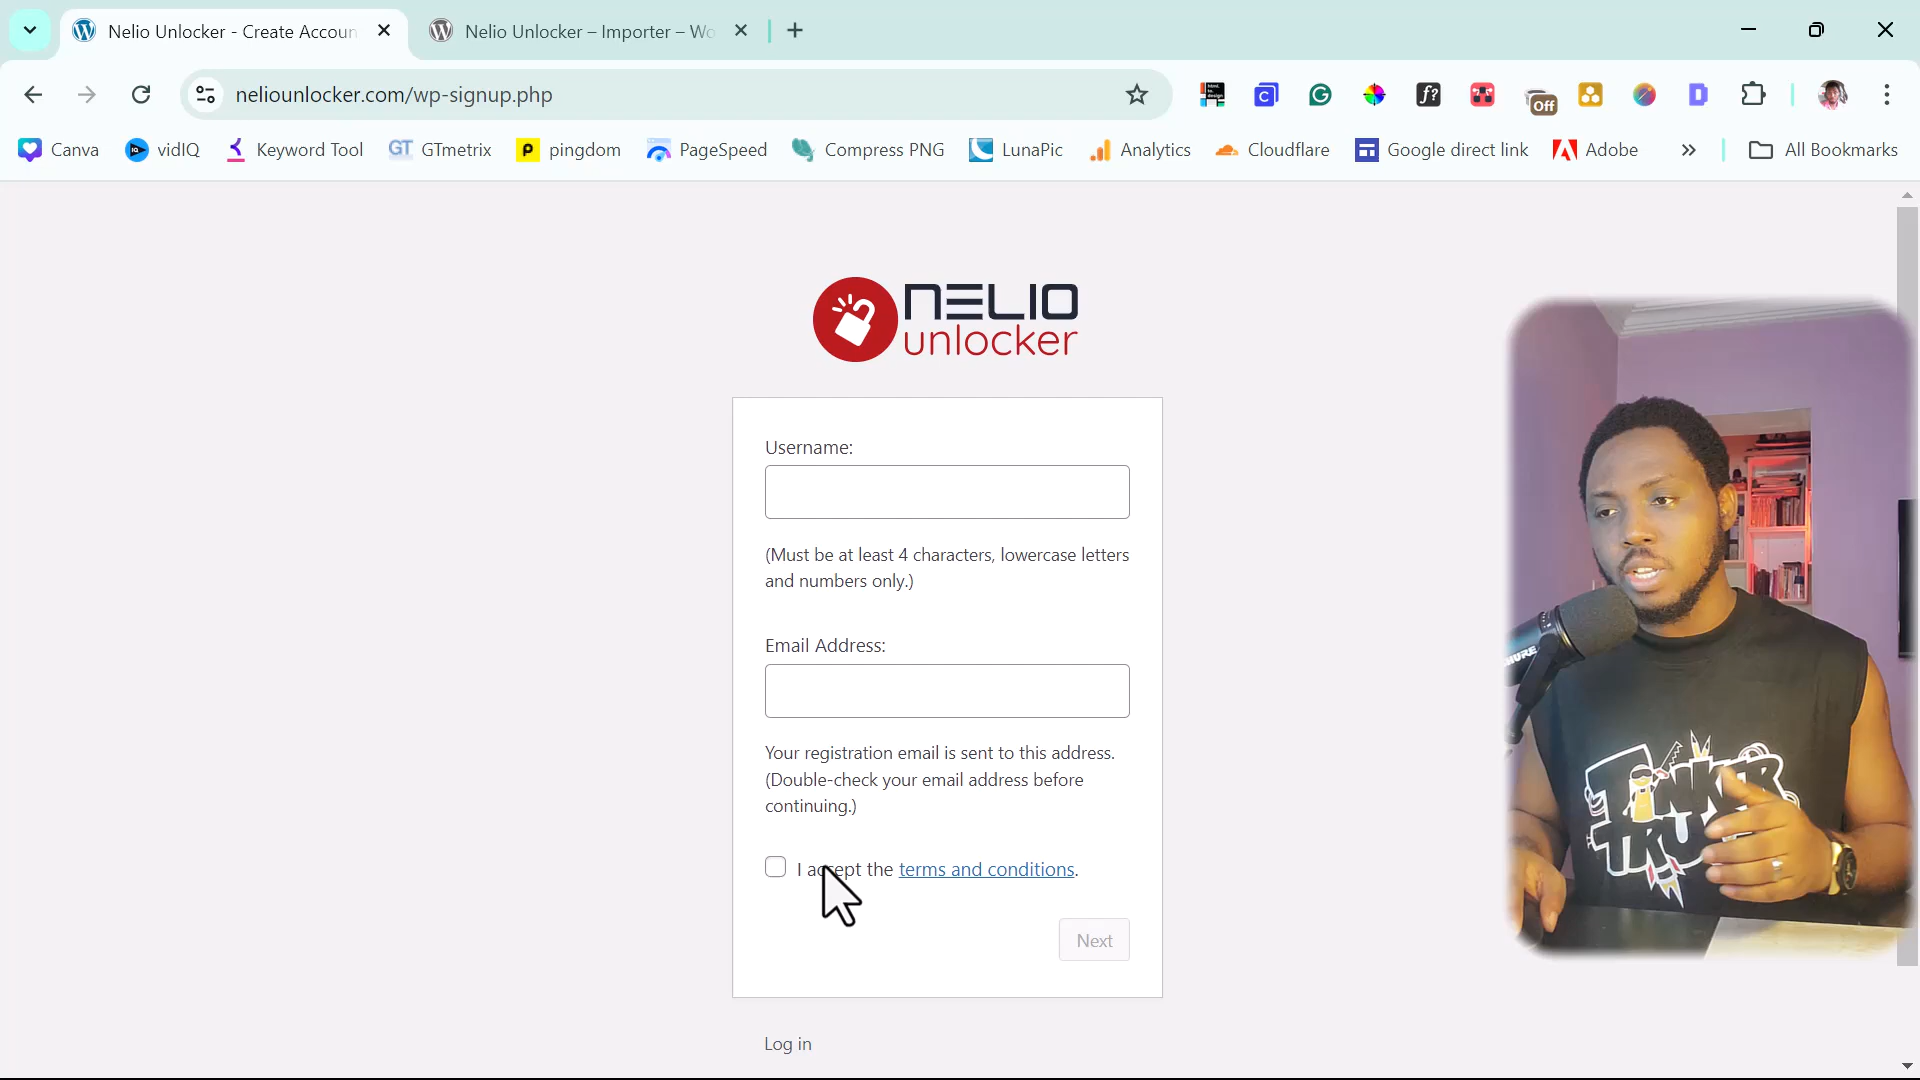 Nelio Unlocker - Create Accoun
Nelio Unlocker – Importer – Wo
neliounlocker.com/wp-signup.php
f?
Off
Canva
vidIQ
Keyword Tool
GT
GTmetrix
pingdom
PageSpeed
Compress PNG
LunaPic
Analytics
Cloudflare
Google direct link
Adobe
»
All Bookmarks
NELIO
unlocker
Username:
(Must be at least 4 characters, lowercase letters
and numbers only.)
Email Address:
Your registration email is sent to this address.
(Double-check your email address before
continuing.)
I accept the terms and conditions.
Next
Log in
SHURE